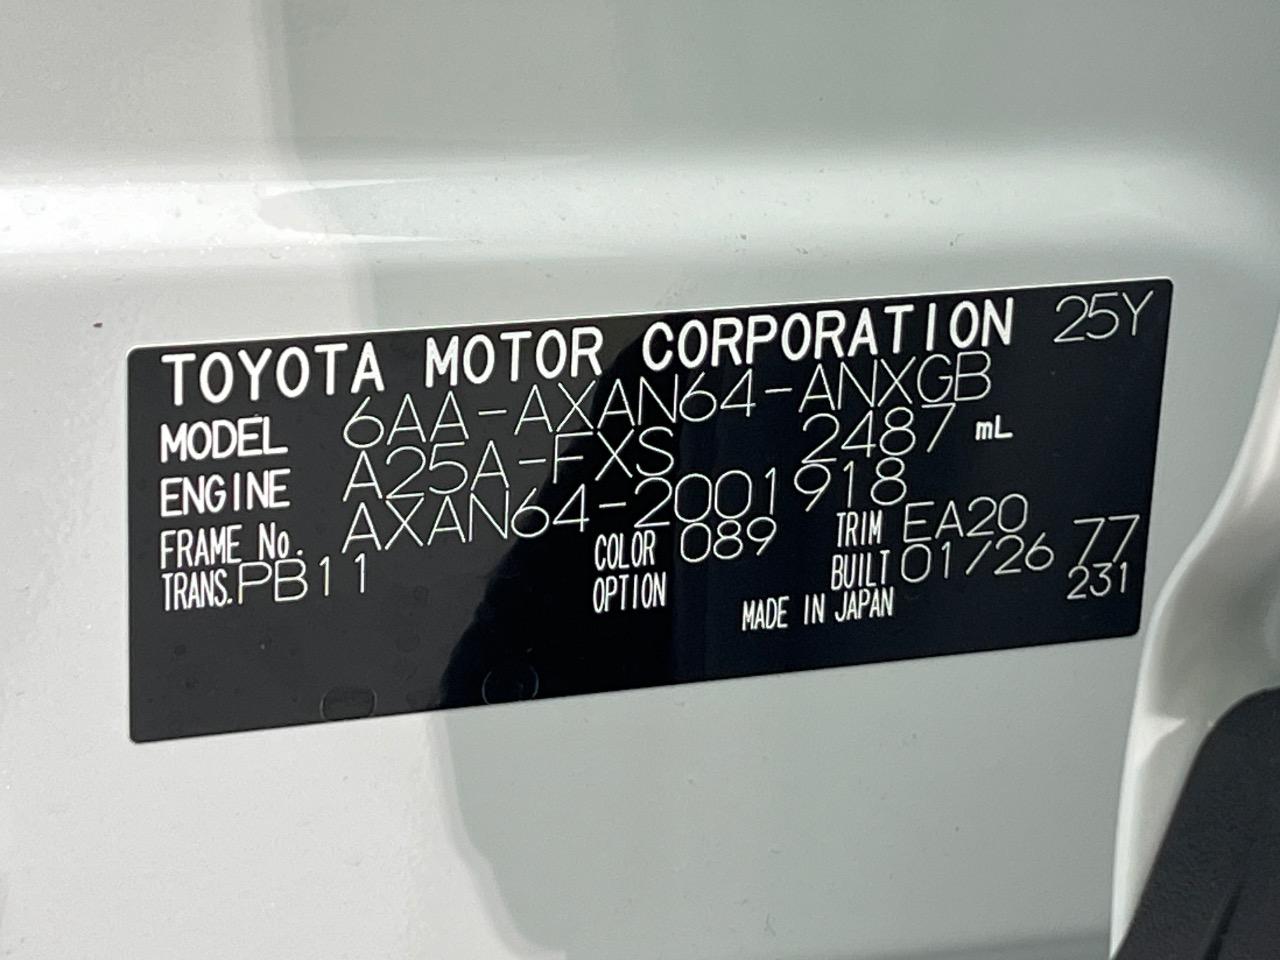 TOYOTA MOTOR CORPORATION 25Y
MODEL 6AA-AXAN64-ANXGB
ENGINE A25A-FXS 2487 mL
FRAME No. AXAN64-2001918
TRANS. PB11 COLOR 089 TRIM EA20 77
OPTION BUILT 01/26 231
MADE IN JAPAN